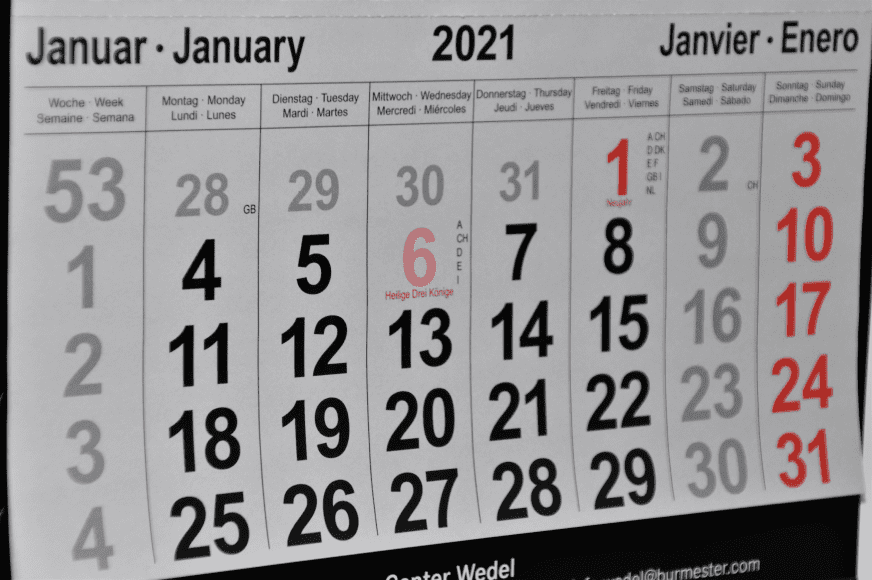 Januar · January 2021 Janvier · Enero
Woche · Week Montag · Monday Dienstag · Tuesday Mittwoch · Wednesday Donnerstag · Thursday Freitag · Friday Samstag · Saturday Sonntag · Sunday
Semaine · Semana Lundi · Lunes Mardi · Martes Mercredi · Miércoles Jeudi · Jueves Vendredi · Viernes Samedi · Sábado Dimanche · Domingo
53 28 GB 29 30 31 1 2 CH 3
A CH
D DK
E F
GB I
NL
Neujahr
1 4 5 6 7 8 9 10
A
CH
D
E
I
Heilige Drei Könige
2 11 12 13 14 15 16 17
3 18 19 20 21 22 23 24
4 25 26 27 28 29 30 31
Wedel
@burmester.com